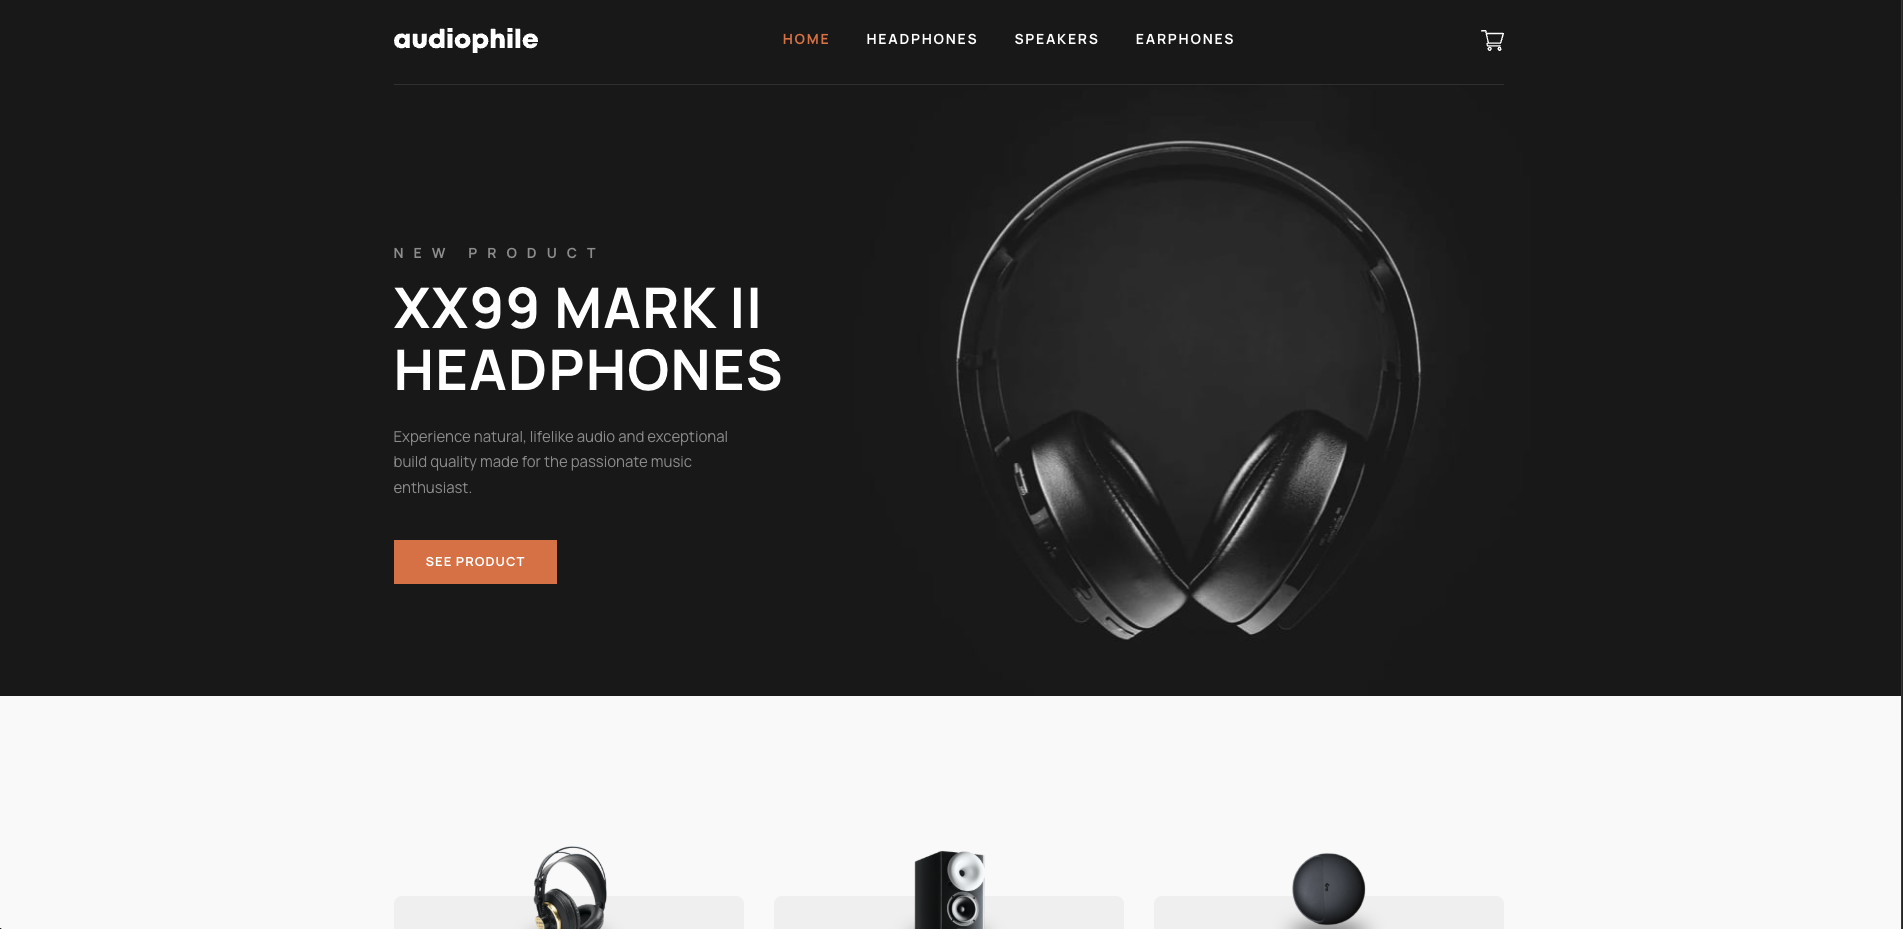 audiophile
HOME HEADPHONES SPEAKERS EARPHONES
NEW PRODUCT
XX99 MARK II
HEADPHONES
Experience natural, lifelike audio and exceptional
build quality made for the passionate music
enthusiast.
SEE PRODUCT